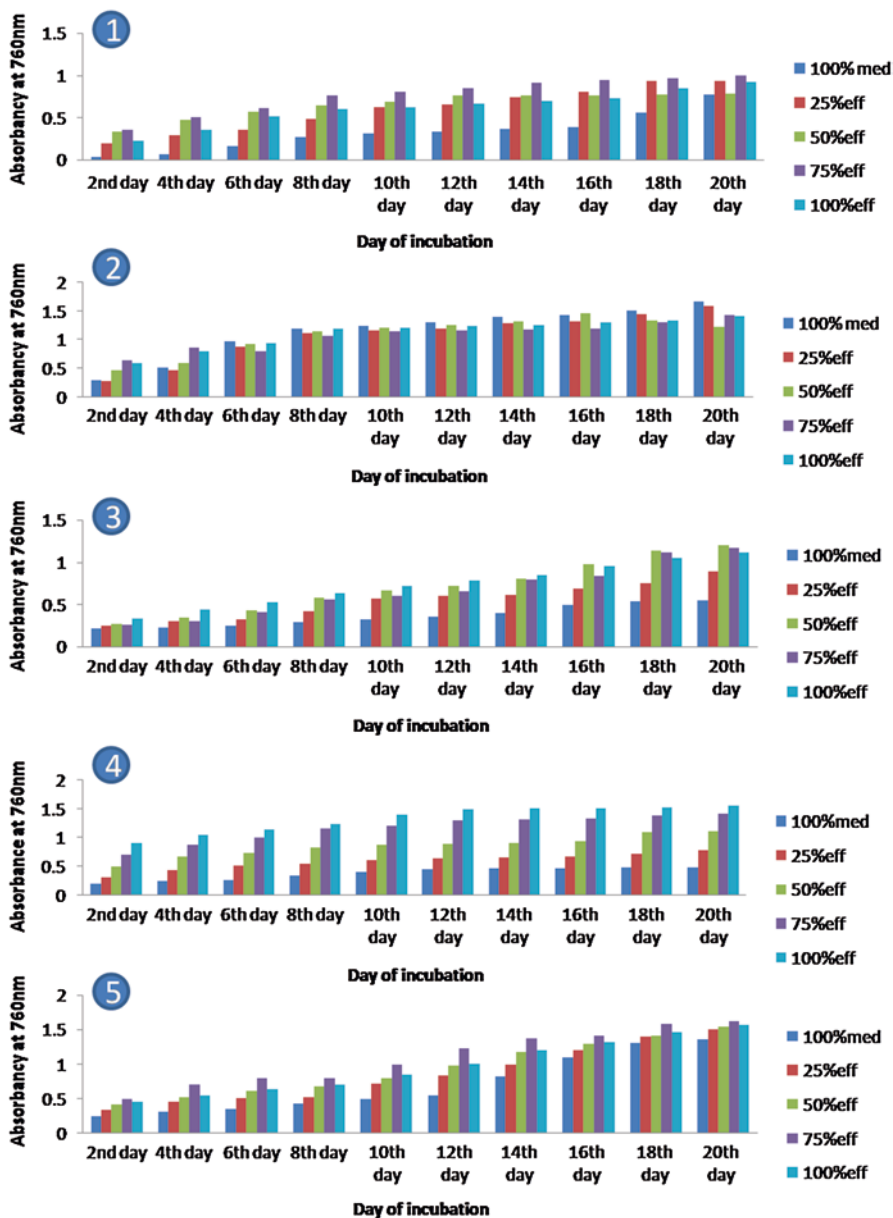 1
Absorbancy at 760nm
1.5
1
0.5
0
2nd day 4th day 6th day 8th day 10th day 12th day 14th day 16th day 18th day 20th day
Day of incubation
100% med
25%eff
50%eff
75%eff
100%eff
2
Absorbancy at 760nm
2
1.5
1
0.5
0
2nd day 4th day 6th day 8th day 10th day 12th day 14th day 16th day 18th day 20th day
Day of incubation
100% med
25%eff
50%eff
75%eff
100%eff
3
Absorbancy at 760nm
1.5
1
0.5
0
2nd day 4th day 6th day 8th day 10th day 12th day 14th day 16th day 18th day 20th day
Day of incubation
100%med
25%eff
50%eff
75%eff
100%eff
4
Absorbance at 760nm
2
1.5
1
0.5
0
2nd day 4th day 6th day 8th day 10th day 12th day 14th day 16th day 18th day 20th day
Day of incubation
100%med
25%eff
50%eff
75%eff
100%eff
5
Absorbancy at 760nm
2
1.5
1
0.5
0
2nd day 4th day 6th day 8th day 10th day 12th day 14th day 16th day 18th day 20th day
Day of incubation
100%med
25%eff
50%eff
75%eff
100%eff